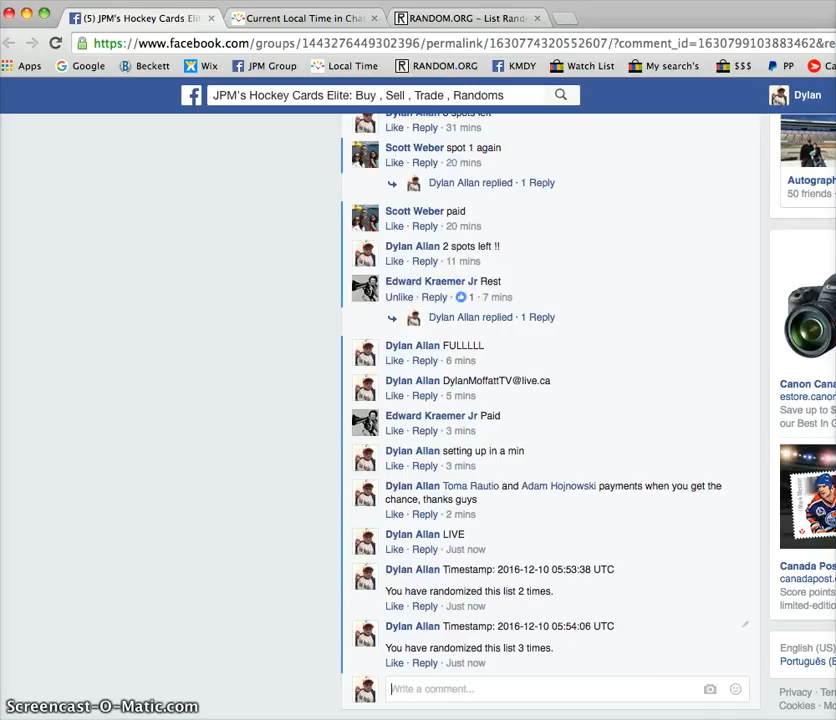 (5) JPM's Hockey Cards Elit
Current Local Time in Cha
RANDOM.ORG - List Rand
https://www.facebook.com/groups/1443276449302396/permalink/1630774320552607/?comment_id=1630799103883462&re
Apps Google Beckett Wix JPM Group Local Time RANDOM.ORG KMDY Watch List My search's $$$ PP Ca
JPM's Hockey Cards Elite: Buy , Sell , Trade , Randoms
Dylan
Dylan Allan 3 spots left
Like · Reply · 31 mins
Scott Weber spot 1 again
Like · Reply · 20 mins
Dylan Allan replied · 1 Reply
Scott Weber paid
Like · Reply · 20 mins
Dylan Allan 2 spots left !!
Like · Reply · 11 mins
Edward Kraemer Jr Rest
Unlike · Reply · 1 · 7 mins
Dylan Allan replied · 1 Reply
Dylan Allan FULLLLL
Like · Reply · 6 mins
Dylan Allan DylanMoffattTV@live.ca
Like · Reply · 5 mins
Edward Kraemer Jr Paid
Like · Reply · 3 mins
Dylan Allan setting up in a min
Like · Reply · 3 mins
Dylan Allan Toma Rautio and Adam Hojnowski payments when you get the
chance, thanks guys
Like · Reply · 2 mins
Dylan Allan LIVE
Like · Reply · Just now
Dylan Allan Timestamp: 2016-12-10 05:53:38 UTC
You have randomized this list 2 times.
Like · Reply · Just now
Dylan Allan Timestamp: 2016-12-10 05:54:06 UTC
You have randomized this list 3 times.
Like · Reply · Just now
Write a comment...
Autograph
50 friends ·
Canon Cana
estore.canor
Save up to $
our Best In C
Canada Pos
canadapost.
Score points
limited-edition
English (US)
Português (B
Privacy · Ter
Cookies · Mo
Screencast-O-Matic.com